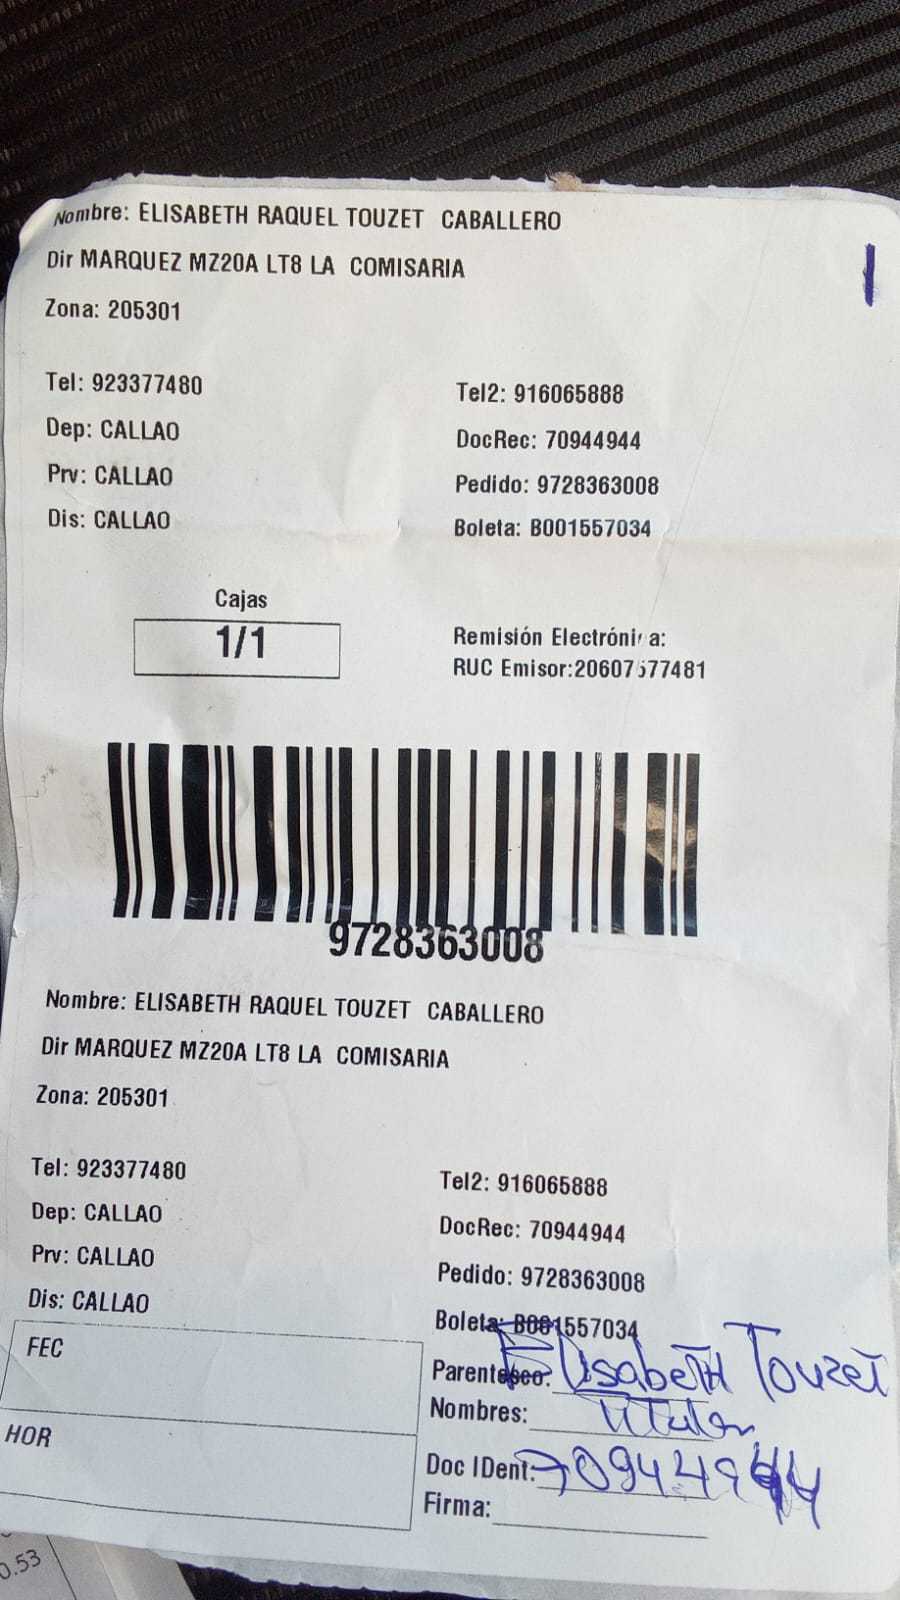 Nombre: ELISABETH RAQUEL TOUZET CABALLERO
Dir MARQUEZ MZ20A LT8 LA COMISARIA
Zona: 205301
Tel: 923377480
Tel2: 916065888
Dep: CALLAO
DocRec: 70944944
Prv: CALLAO
Pedido: 9728363008
Dis: CALLAO
Boleta: B001557034
Cajas
1/1
Remisión Electrónica:
RUC Emisor:20607577481
9728363008
Nombre: ELISABETH RAQUEL TOUZET CABALLERO
Dir MARQUEZ MZ20A LT8 LA COMISARIA
Zona: 205301
Tel: 923377480
Tel2: 916065888
Dep: CALLAO
DocRec: 70944944
Prv: CALLAO
Pedido: 9728363008
Dis: CALLAO
Boleta: B001557034
FEC
Parentesco: Elisabeth Touzet
Nombres: Titular
HOR
Doc IDent: 70944944
Firma:
0.53